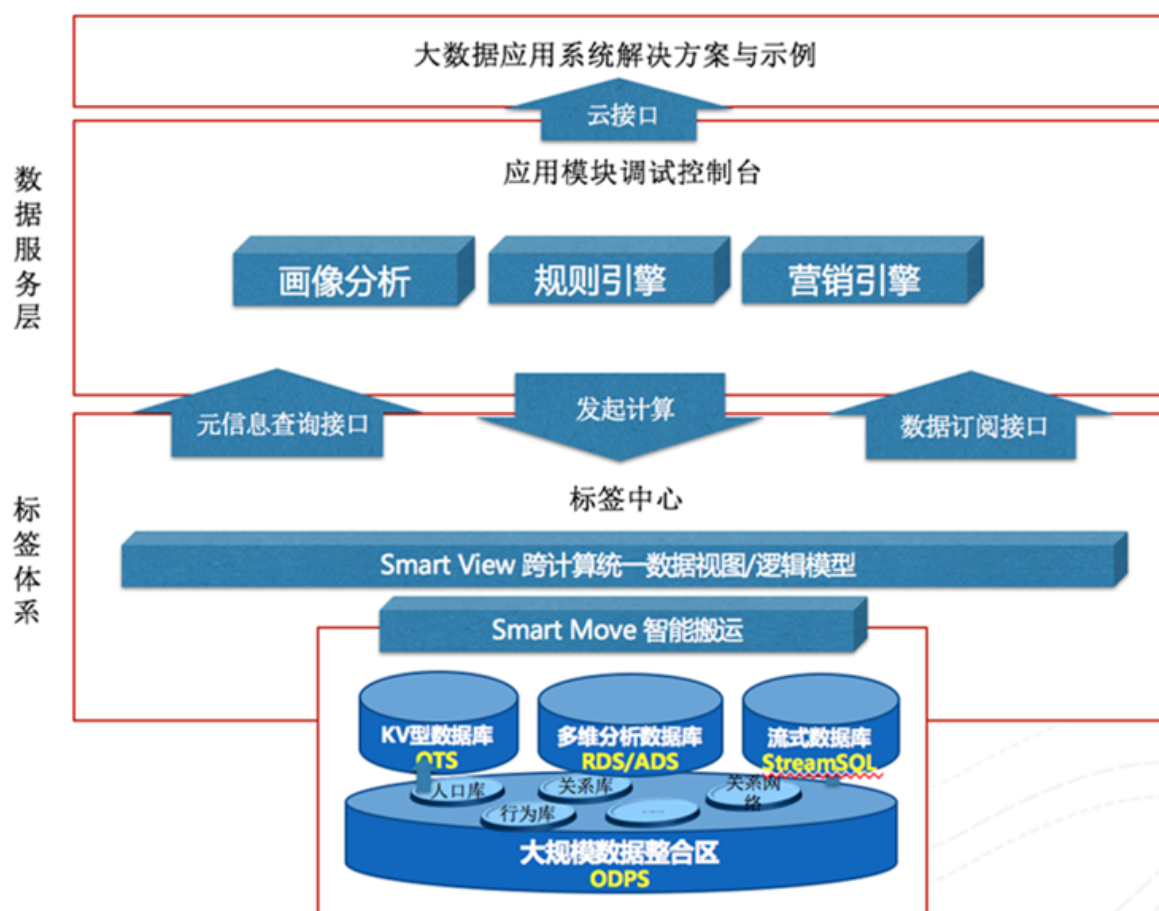 大数据应用系统解决方案与示例
云接口
数据服务层
应用模块调试控制台
画像分析
规则引擎
营销引擎
元信息查询接口
发起计算
数据订阅接口
标签体系
标签中心
Smart View 跨计算统一数据视图/逻辑模型
Smart Move 智能搬运
KV型数据库
OTS
多维分析数据库
RDS/ADS
流式数据库
StreamSQL
人口库
关系库
关系网络
行为库
......
大规模数据整合区
ODPS